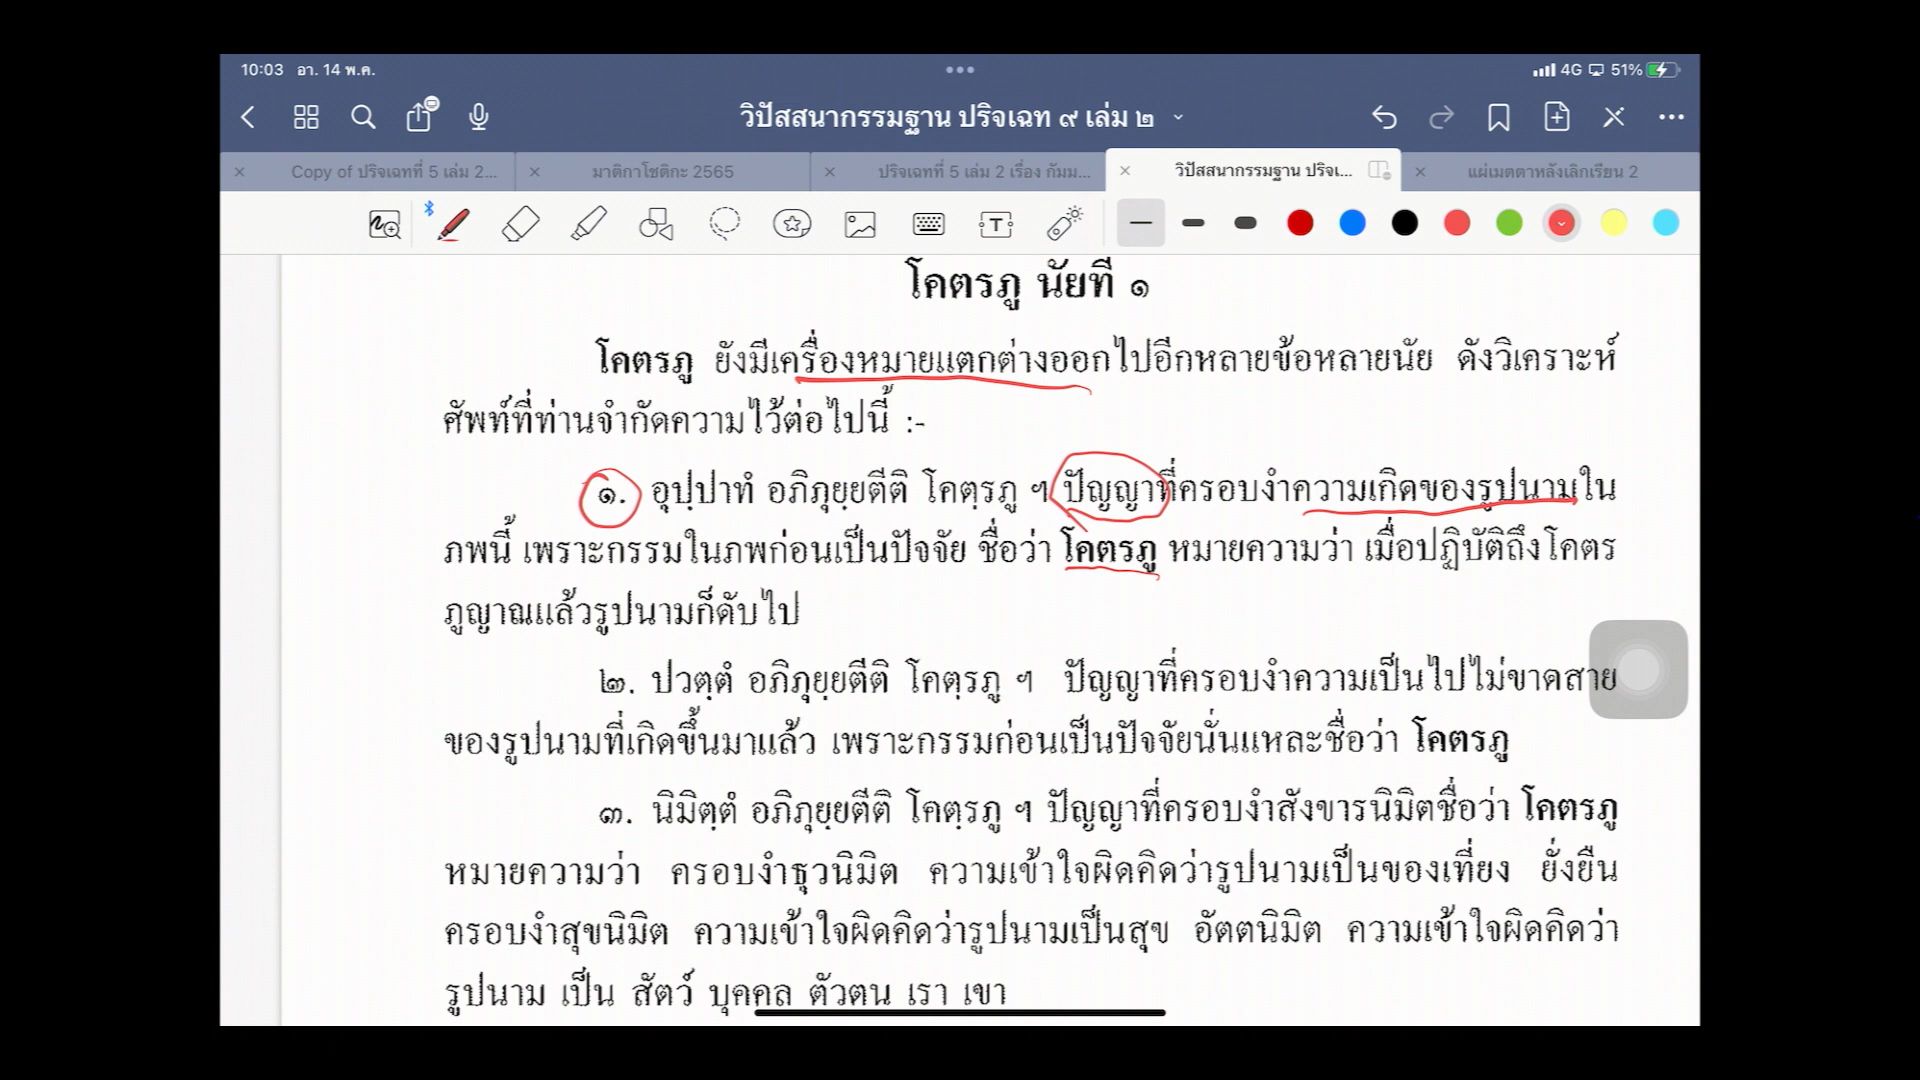 10:03 อา. 14 พ.ค.
4G 51%
วิปัสสนากรรมฐาน ปริจเฉท ๙ เล่ม ๒
Copy of ปริจเฉทที่ 5 เล่ม 2...
มาติกาโชติกะ 2565
ปริจเฉทที่ 5 เล่ม 2 เรื่อง กัมม...
วิปัสสนากรรมฐาน ปริจเ...
แผ่เมตตาหลังเลิกเรียน 2
โคตรภู นัยที่ ๑
โคตรภู ยังมีเครื่องหมายแตกต่างออกไปอีกหลายข้อหลายนัย ดังวิเคราะห์
ศัพท์ที่ท่านจำกัดความไว้ต่อไปนี้ :-
๑. อุปฺปาทํ อภิภุยฺยตีติ โคตฺรภู ฯ ปัญญาที่ครอบงำความเกิดของรูปนามใน
ภพนี้ เพราะกรรมในภพก่อนเป็นปัจจัย ชื่อว่า โคตรภู หมายความว่า เมื่อปฏิบัติถึงโคตร
ภูญาณแล้วรูปนามก็ดับไป
๒. ปวตฺตํ อภิภุยฺยตีติ โคตฺรภู ฯ ปัญญาที่ครอบงำความเป็นไปไม่ขาดสาย
ของรูปนามที่เกิดขึ้นมาแล้ว เพราะกรรมก่อนเป็นปัจจัยนั่นแหละชื่อว่า โคตรภู
๓. นิมิตฺตํ อภิภุยฺยตีติ โคตฺรภู ฯ ปัญญาที่ครอบงำสังขารนิมิตชื่อว่า โคตรภู
หมายความว่า ครอบงำธุวนิมิต ความเข้าใจผิดคิดว่ารูปนามเป็นของเที่ยง ยั่งยืน
ครอบงำสุขนิมิต ความเข้าใจผิดคิดว่ารูปนามเป็นสุข อัตตนิมิต ความเข้าใจผิดคิดว่า
รูปนาม เป็น สัตว์ บุคคล ตัวตน เรา เขา